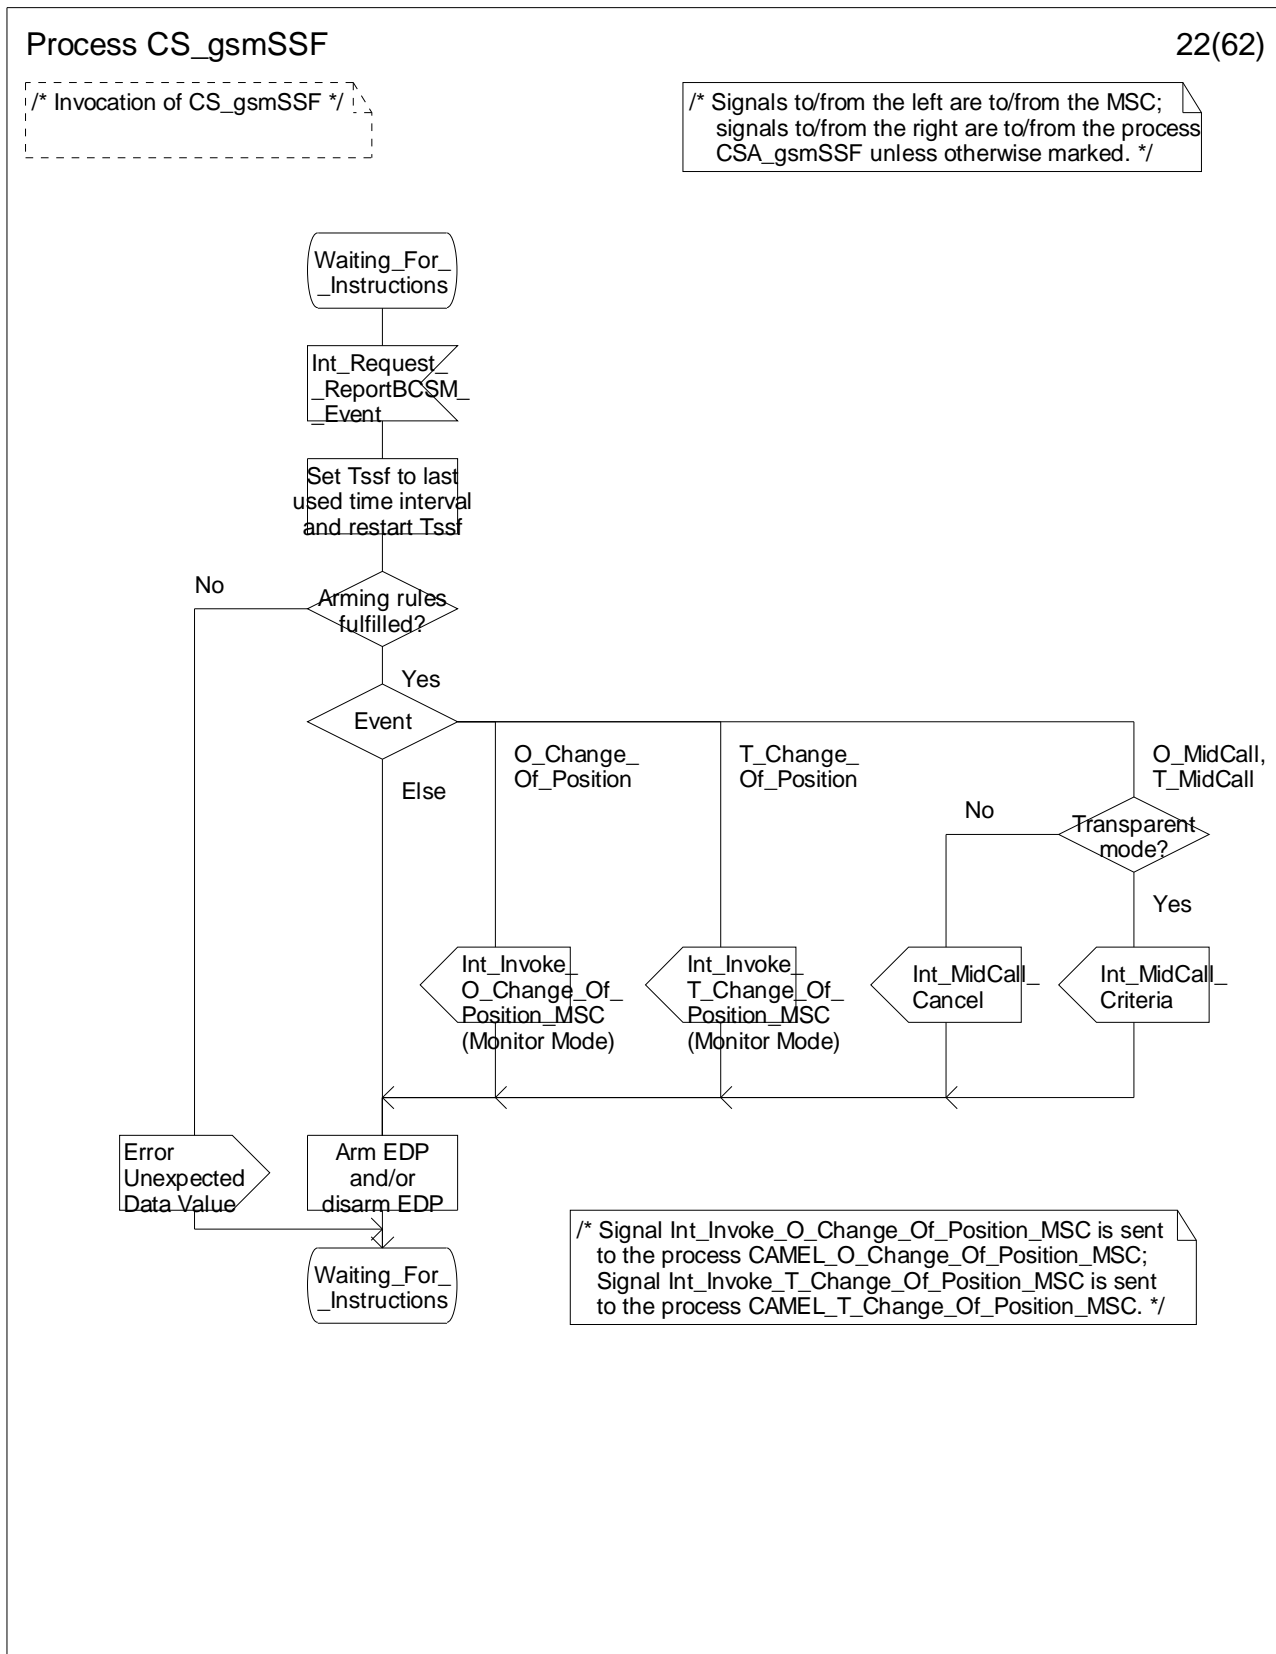 Process CS_gsmSSF
22(62)
/* Invocation of CS_gsmSSF */
/* Signals to/from the left are to/from the MSC;
signals to/from the right are to/from the process
CSA_gsmSSF unless otherwise marked. */
Waiting_For_
_Instructions
Int_Request_
_ReportBCSM_
_Event
Set Tssf to last
used time interval
and restart Tssf
No
Arming rules
fulfilled?
Yes
Event
O_Change_
Of_Position
T_Change_
Of_Position
O_MidCall,
T_MidCall
Else
No
Transparent
mode?
Yes
Int_Invoke_
O_Change_Of_
Position_MSC
(Monitor Mode)
Int_Invoke_
T_Change_Of_
Position_MSC
(Monitor Mode)
Int_MidCall_
Cancel
Int_MidCall_
Criteria
Error
Unexpected
Data Value
Arm EDP
and/or
disarm EDP
/* Signal Int_Invoke_O_Change_Of_Position_MSC is sent
to the process CAMEL_O_Change_Of_Position_MSC;
Signal Int_Invoke_T_Change_Of_Position_MSC is sent
to the process CAMEL_T_Change_Of_Position_MSC. */
Waiting_For_
_Instructions